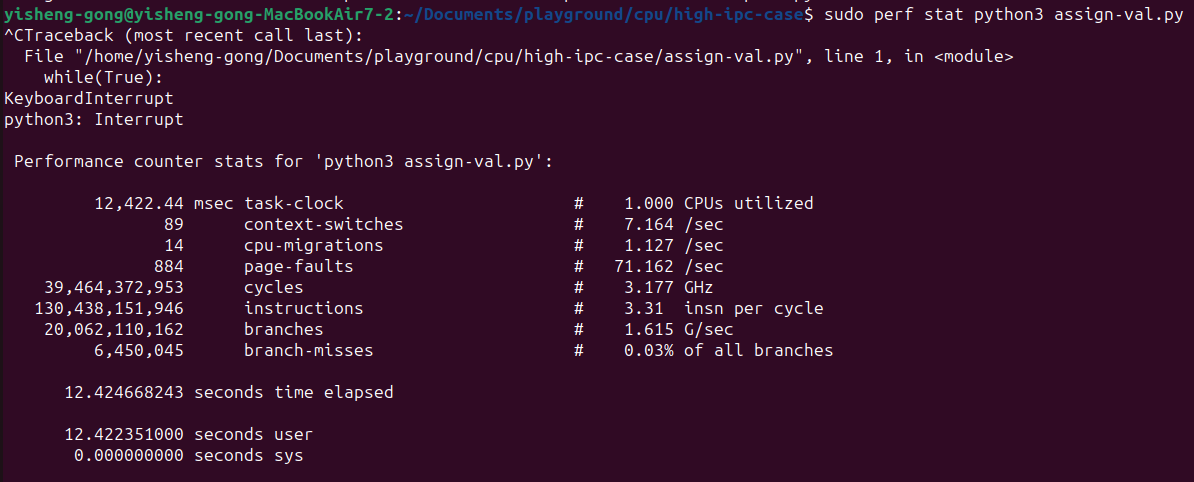 yisheng-gong@yisheng-gong-MacBookAir7-2:~/Documents/playground/cpu/high-ipc-case$ sudo perf stat python3 assign-val.py
^CTraceback (most recent call last):
  File "/home/yisheng-gong/Documents/playground/cpu/high-ipc-case/assign-val.py", line 1, in <module>
    while(True):
KeyboardInterrupt
python3: Interrupt

 Performance counter stats for 'python3 assign-val.py':

         12,422.44 msec task-clock                       #    1.000 CPUs utilized
                89      context-switches                 #    7.164 /sec
                14      cpu-migrations                   #    1.127 /sec
               884      page-faults                      #   71.162 /sec
    39,464,372,953      cycles                           #    3.177 GHz
   130,438,151,946      instructions                     #    3.31  insn per cycle
    20,062,110,162      branches                         #    1.615 G/sec
         6,450,045      branch-misses                    #    0.03% of all branches

      12.424668243 seconds time elapsed

      12.422351000 seconds user
       0.000000000 seconds sys